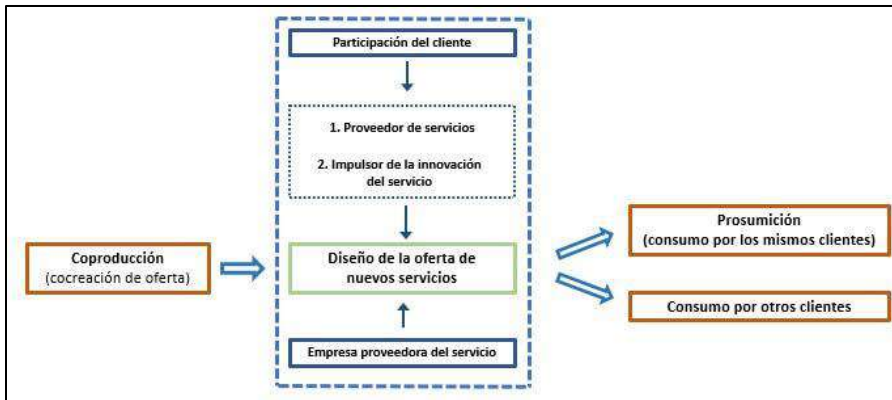 Participación del cliente
1. Proveedor de servicios
2. Impulsor de la innovación
del servicio
Coproducción
(cocreación de oferta)
Diseño de la oferta de
nuevos servicios
Empresa proveedora del servicio
Prosumición
(consumo por los mismos clientes)
Consumo por otros clientes